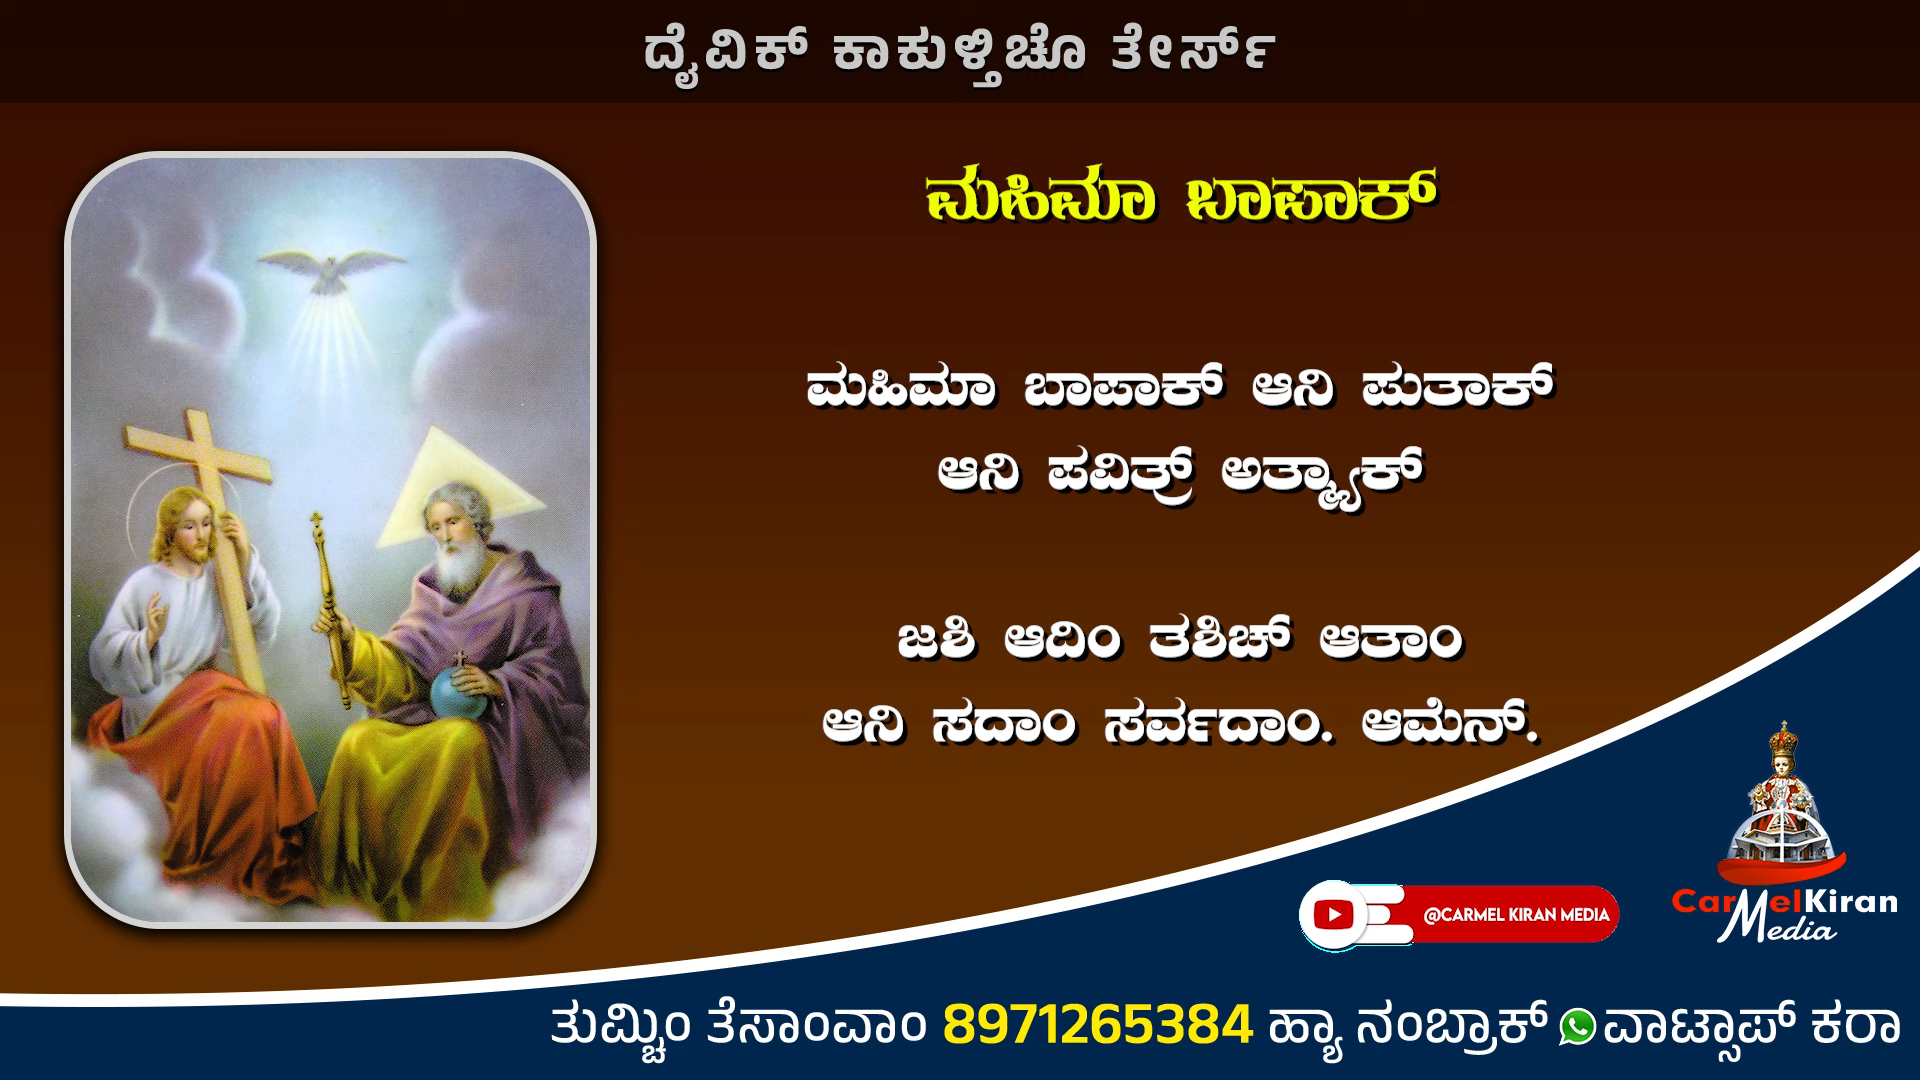 ದೈವಿಕ್ ಕಾಕುಳ್ತಿಚೊ ತೇರ್ಸ್
ಮಹಿಮಾ ಬಾಪಾಕ್
ಮಹಿಮಾ ಬಾಪಾಕ್ ಆನಿ ಪುತಾಕ್
ಆನಿ ಪವಿತ್ರ್ ಅತ್ಮ್ಯಾಕ್
ಜಶಿ ಆದಿಂ ತಶಿಚ್ ಆತಾಂ
ಆನಿ ಸದಾಂ ಸರ್ವದಾಂ. ಆಮೆನ್.
@CARMEL KIRAN MEDIA
CarMelKiran
Media
ತುಮ್ಚಿಂ ತೆಸಾಂವಾಂ 8971265384 ಹ್ಯಾ ನಂಬ್ರಾಕ್ ವಾಟ್ಸಾಪ್ ಕರಾ